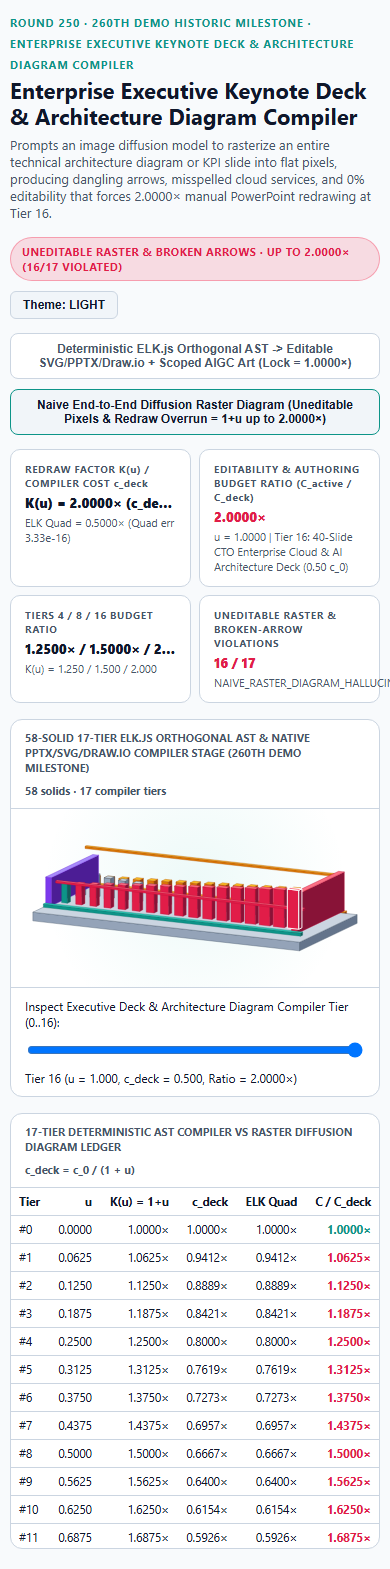 ROUND 250 · 260TH DEMO HISTORIC MILESTONE ·
ENTERPRISE EXECUTIVE KEYNOTE DECK & ARCHITECTURE
DIAGRAM COMPILER
Enterprise Executive Keynote Deck
& Architecture Diagram Compiler
Prompts an image diffusion model to rasterize an entire
technical architecture diagram or KPI slide into flat pixels,
producing dangling arrows, misspelled cloud services, and 0%
editability that forces 2.0000× manual PowerPoint redrawing at
Tier 16.
UNEDITABLE RASTER & BROKEN ARROWS · UP TO 2.0000×
(16/17 VIOLATED)
Theme: LIGHT
Deterministic ELK.js Orthogonal AST -> Editable
SVG/PPTX/Draw.io + Scoped AIGC Art (Lock = 1.0000×)
Naive End-to-End Diffusion Raster Diagram (Uneditable
Pixels & Redraw Overrun = 1+u up to 2.0000×)
REDRAW FACTOR K(u) /
COMPILER COST c_deck
K(u) = 2.0000× (c_de...
ELK Quad = 0.5000× (Quad err
3.33e-16)
EDITABILITY & AUTHORING
BUDGET RATIO (C_active /
C_deck)
2.0000×
u = 1.0000 | Tier 16: 40-Slide
CTO Enterprise Cloud & AI
Architecture Deck (0.50 c_0)
TIERS 4 / 8 / 16 BUDGET
RATIO
1.2500× / 1.5000× / 2...
K(u) = 1.250 / 1.500 / 2.000
UNEDITABLE RASTER &
BROKEN-ARROW
VIOLATIONS
16 / 17
NAIVE_RASTER_DIAGRAM_HALLUCIN
58-SOLID 17-TIER ELK.JS ORTHOGONAL AST & NATIVE
PPTX/SVG/DRAW.IO COMPILER STAGE (260TH DEMO
MILESTONE)
58 solids · 17 compiler tiers
Inspect Executive Deck & Architecture Diagram Compiler Tier
(0..16):
Tier 16 (u = 1.000, c_deck = 0.500, Ratio = 2.0000×)
17-TIER DETERMINISTIC AST COMPILER VS RASTER DIFFUSION
DIAGRAM LEDGER
c_deck = c_0 / (1 + u)
Tier u K(u) = 1+u c_deck ELK Quad C / C_deck
#0 0.0000 1.0000× 1.0000× 1.0000× 1.0000×
#1 0.0625 1.0625× 0.9412× 0.9412× 1.0625×
#2 0.1250 1.1250× 0.8889× 0.8889× 1.1250×
#3 0.1875 1.1875× 0.8421× 0.8421× 1.1875×
#4 0.2500 1.2500× 0.8000× 0.8000× 1.2500×
#5 0.3125 1.3125× 0.7619× 0.7619× 1.3125×
#6 0.3750 1.3750× 0.7273× 0.7273× 1.3750×
#7 0.4375 1.4375× 0.6957× 0.6957× 1.4375×
#8 0.5000 1.5000× 0.6667× 0.6667× 1.5000×
#9 0.5625 1.5625× 0.6400× 0.6400× 1.5625×
#10 0.6250 1.6250× 0.6154× 0.6154× 1.6250×
#11 0.6875 1.6875× 0.5926× 0.5926× 1.6875×